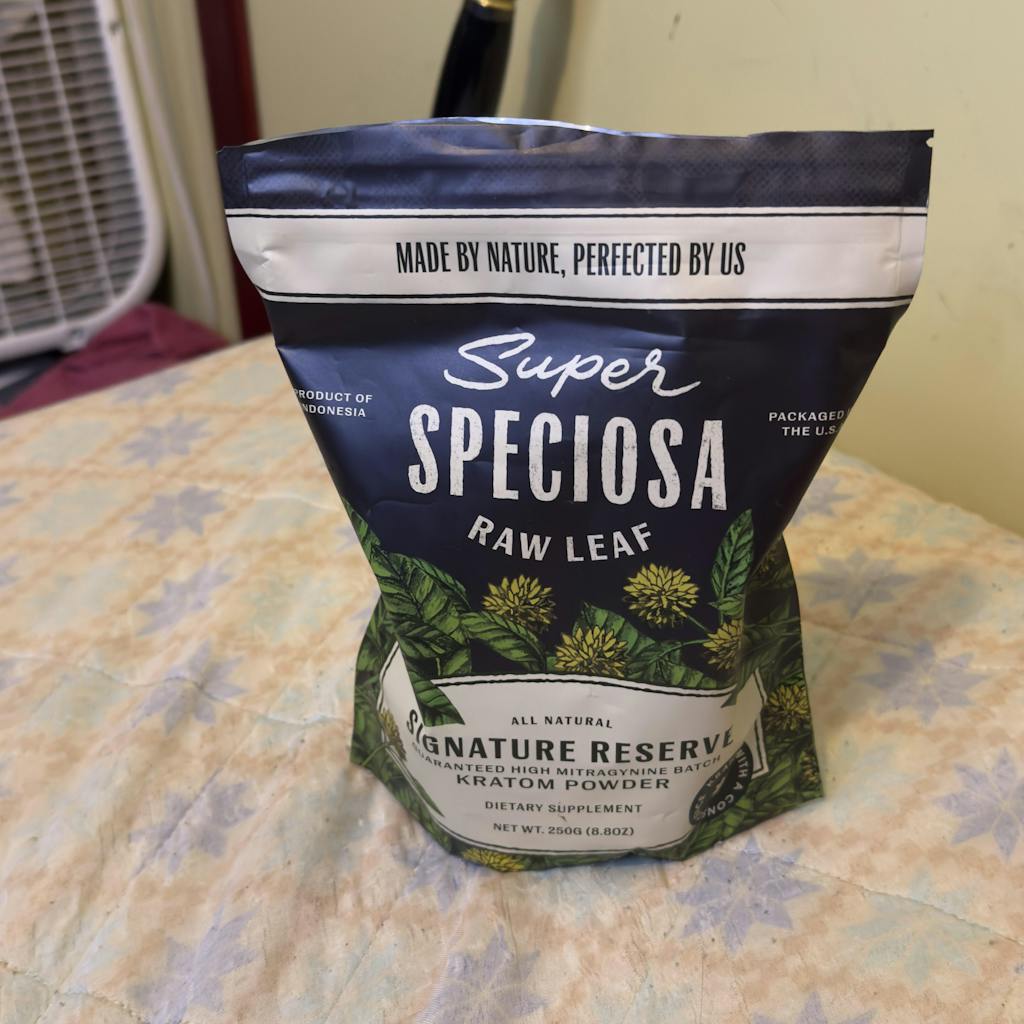 MADE BY NATURE, PERFECTED BY US
Super
SPECIOSA
RAW LEAF
PRODUCT OF
INDONESIA
PACKAGED
THE U.S.
ALL NATURAL
SIGNATURE RESERVE
GUARANTEED HIGH MITRAGYNINE BATCH
KRATOM POWDER
DIETARY SUPPLEMENT
NET WT. 250G (8.8OZ)
WITH A